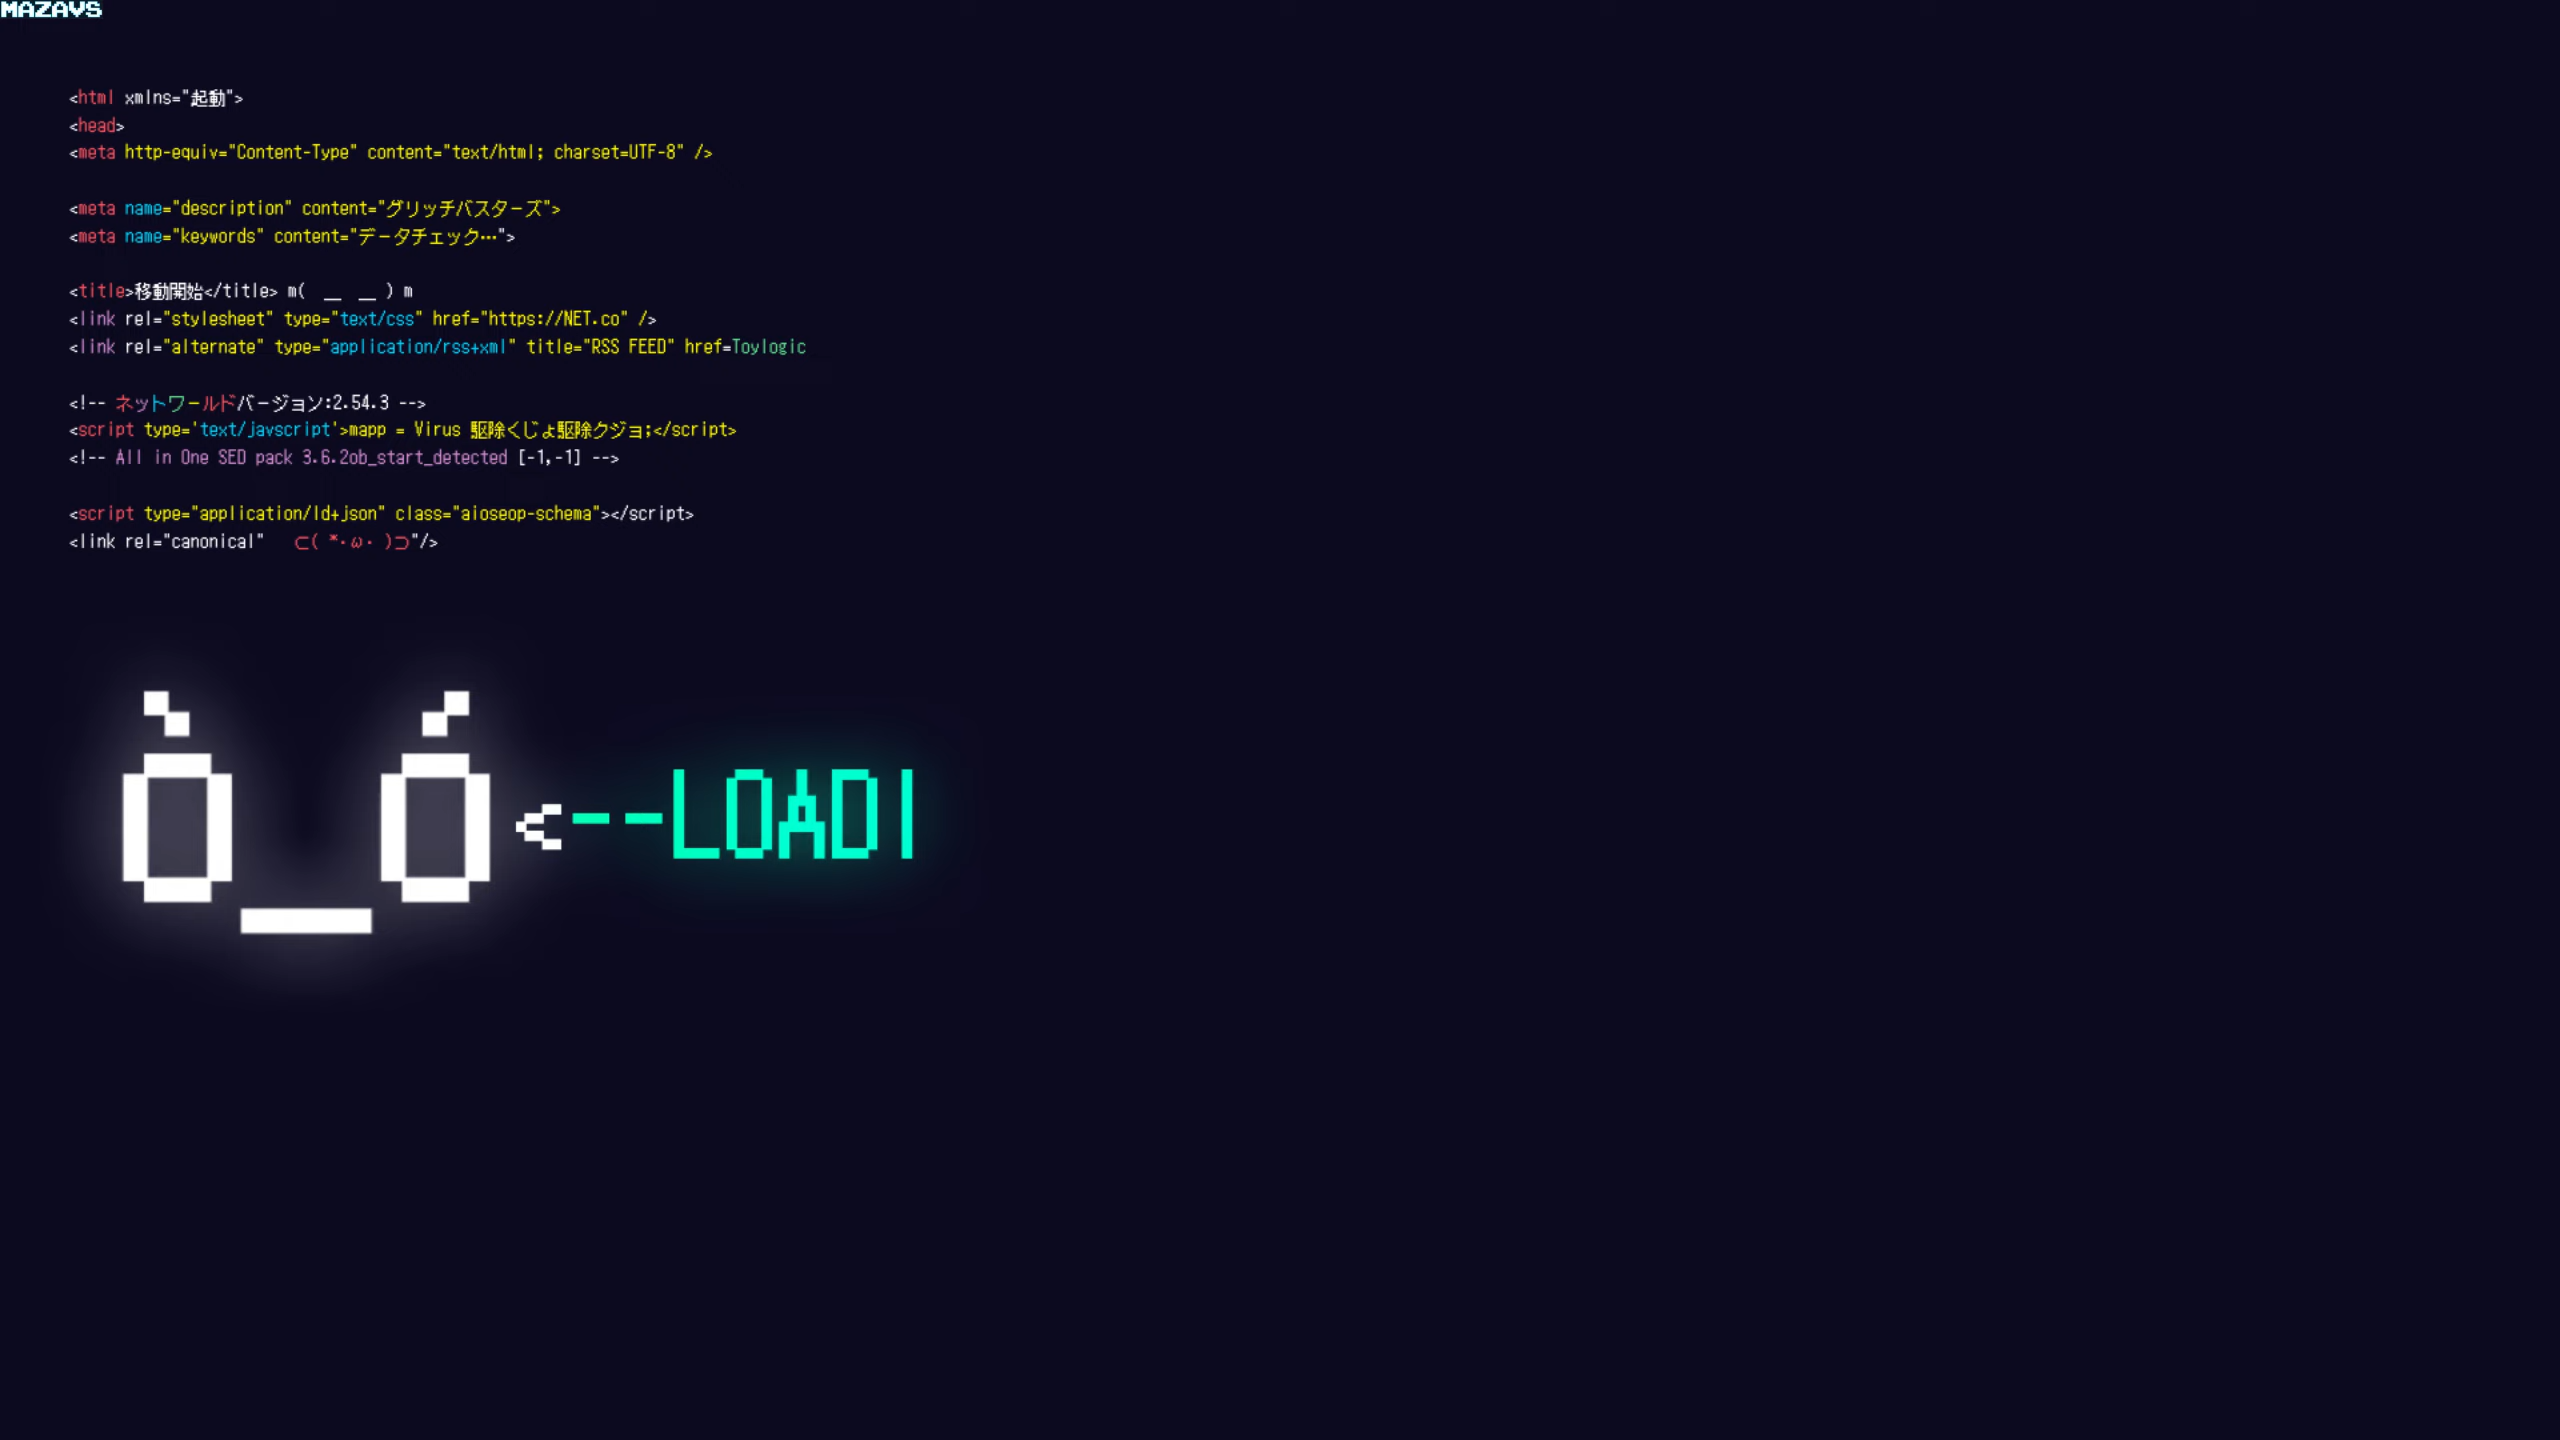 MAZAVS
<html xmlns="起動">
<head>
<meta http-equiv="Content-Type" content="text/html; charset=UTF-8" />
<meta name="description" content="グリッチバスターズ">
<meta name="keywords" content="データチェック…">
<title>移動開始</title> m( __ __ ) m
<link rel="stylesheet" type="text/css" href="https://NET.co" />
<link rel="alternate" type="application/rss+xml" title="RSS FEED" href=Toylogic
<!-- ネットワールドバージョン:2.54.3 -->
<script type='text/javscript'>mapp = Virus 駆除くじょ駆除クジョ;</script>
<!-- All in One SED pack 3.6.2ob_start_detected [-1,-1] -->
<script type="application/ld+json" class="aioseop-schema"></script>
<link rel="canonical" ⊂( *･ω･ )⊃"/>
ò_ó <--LOADI